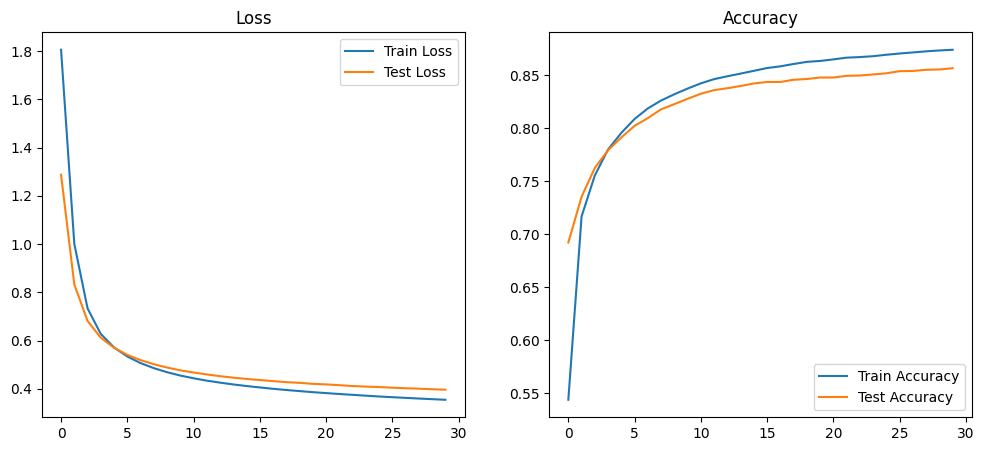 Loss
1.8
1.6
1.4
1.2
1.0
0.8
0.6
0.4
0 5 10 15 20 25 30
Train Loss
Test Loss
Accuracy
0.85
0.80
0.75
0.70
0.65
0.60
0.55
0 5 10 15 20 25 30
Train Accuracy
Test Accuracy